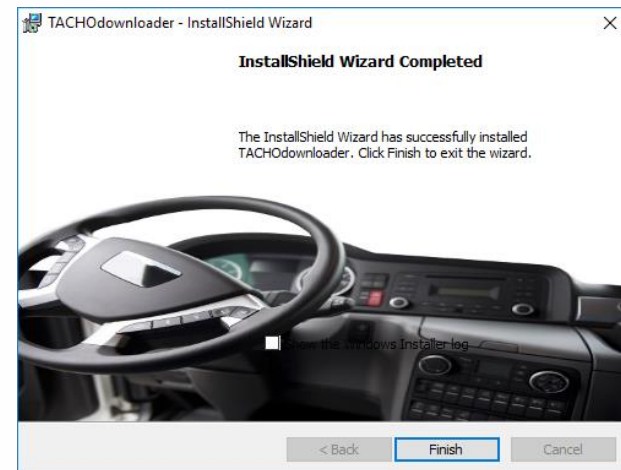 TACHOdownloader - InstallShield Wizard
InstallShield Wizard Completed
The InstallShield Wizard has successfully installed
TACHOdownloader. Click Finish to exit the wizard.
Show the Windows Installer log
< Back
Finish
Cancel